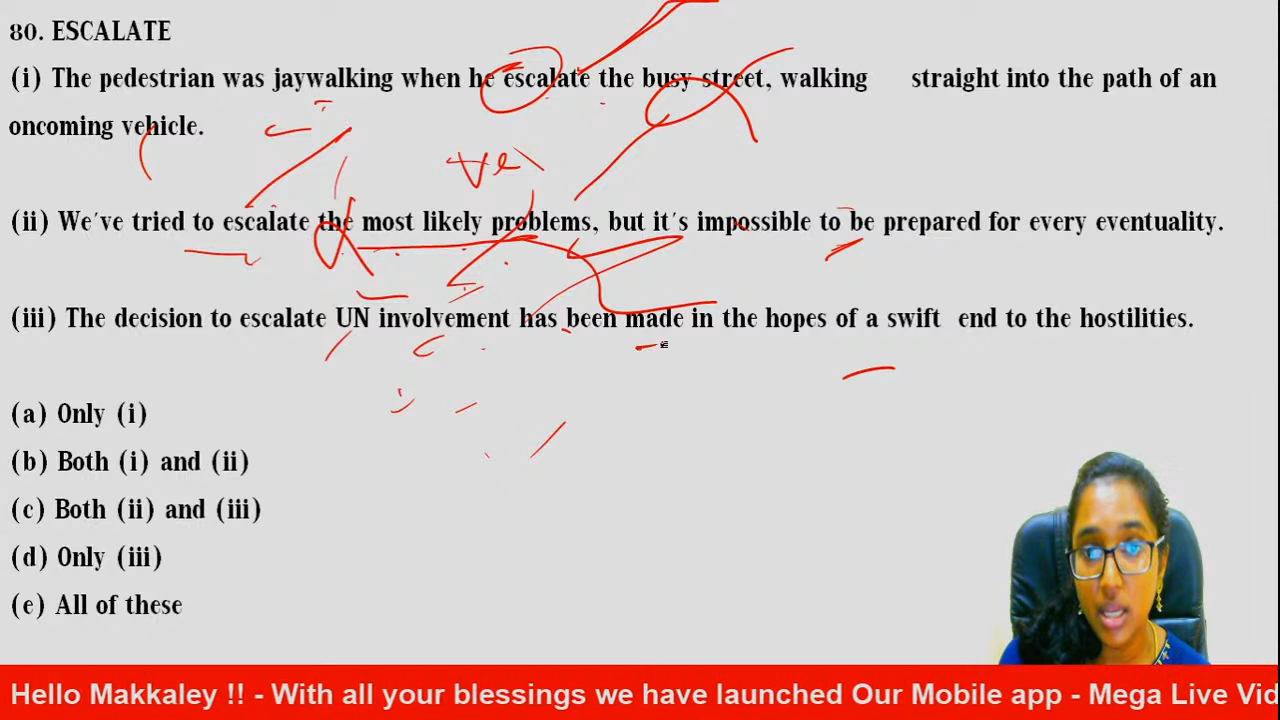 80. ESCALATE
(i) The pedestrian was jaywalking when he escalate the busy street, walking straight into the path of an
oncoming vehicle.
ve
(ii) We've tried to escalate the most likely problems, but it's impossible to be prepared for every eventuality.
(iii) The decision to escalate UN involvement has been made in the hopes of a swift end to the hostilities.
(a) Only (i)
(b) Both (i) and (ii)
(c) Both (ii) and (iii)
(d) Only (iii)
(e) All of these
Hello Makkaley !! - With all your blessings we have launched Our Mobile app - Mega Live Vid